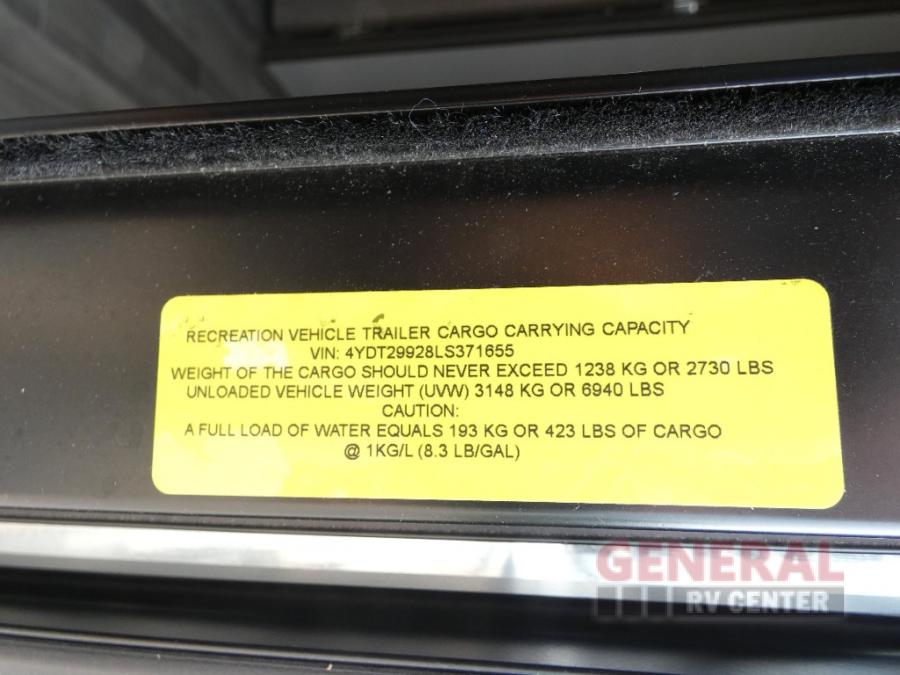 RECREATION VEHICLE TRAILER CARGO CARRYING CAPACITY
VIN: 4YDT29928LS371655
WEIGHT OF THE CARGO SHOULD NEVER EXCEED 1238 KG OR 2730 LBS
UNLOADED VEHICLE WEIGHT (UVW) 3148 KG OR 6940 LBS
CAUTION:
A FULL LOAD OF WATER EQUALS 193 KG OR 423 LBS OF CARGO
@ 1KG/L (8.3 LB/GAL)
GENERAL
RV CENTER